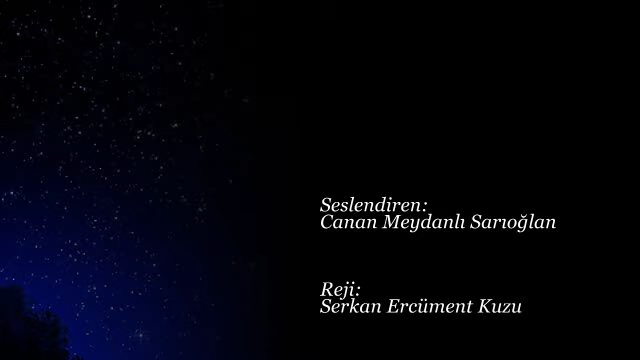 Seslendiren:
Canan Meydanlı Sarıoğlan
Reji:
Serkan Ercüment Kuzu